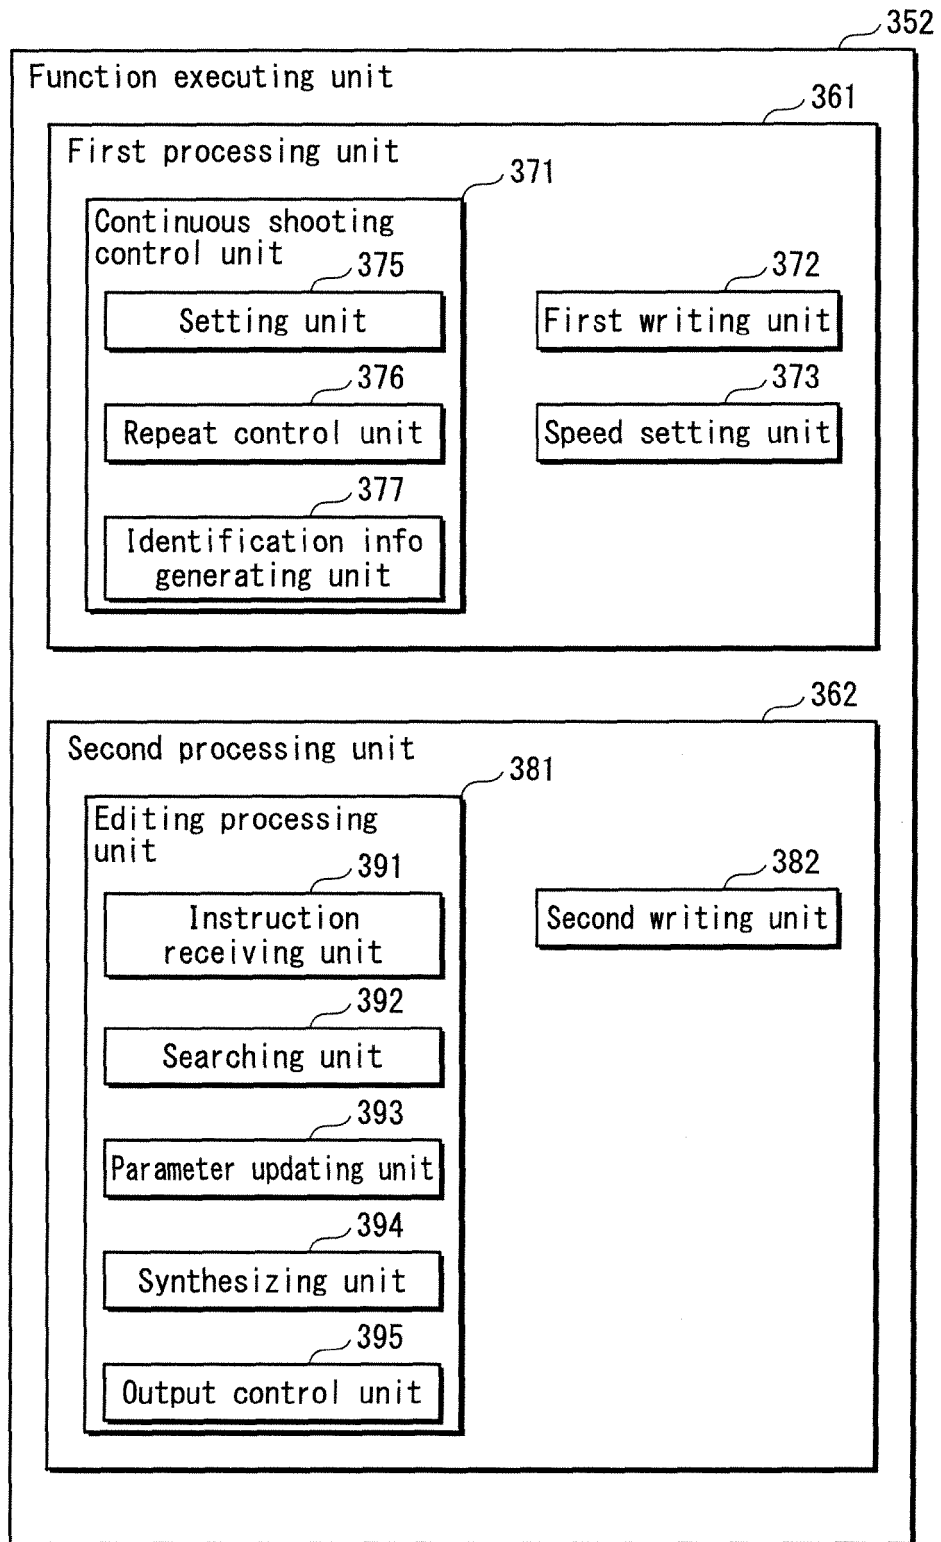 352
Function executing unit
361
First processing unit
371
Continuous shooting
control unit
375
Setting unit
372
First writing unit
376
Repeat control unit
373
Speed setting unit
377
Identification info
generating unit
362
Second processing unit
381
Editing processing
unit
391
Instruction
receiving unit
382
Second writing unit
392
Searching unit
393
Parameter updating unit
394
Synthesizing unit
395
Output control unit